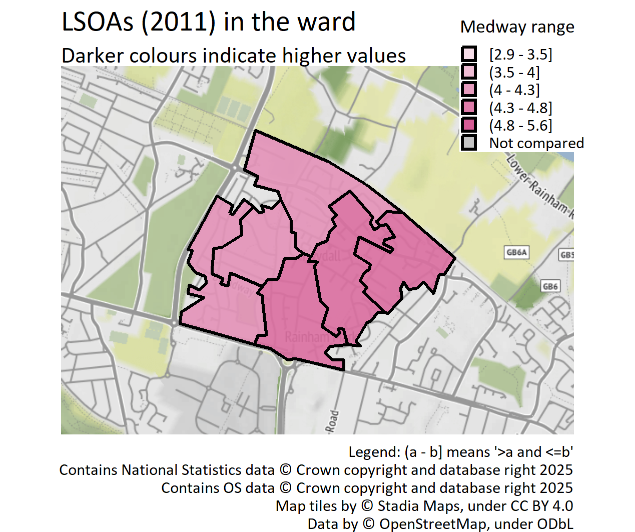 LSOAs (2011) in the ward
Darker colours indicate higher values
Medway range
[2.9 - 3.5]
(3.5 - 4]
(4 - 4.3]
(4.3 - 4.8]
(4.8 - 5.6]
Not compared
Lower-Rainham-R
GB6A
GBS
GB6
Rainham
-Road
Legend: (a - b] means '>a and <=b'
Contains National Statistics data © Crown copyright and database right 2025
Contains OS data © Crown copyright and database right 2025
Map tiles by © Stadia Maps, under CC BY 4.0
Data by © OpenStreetMap, under ODbL